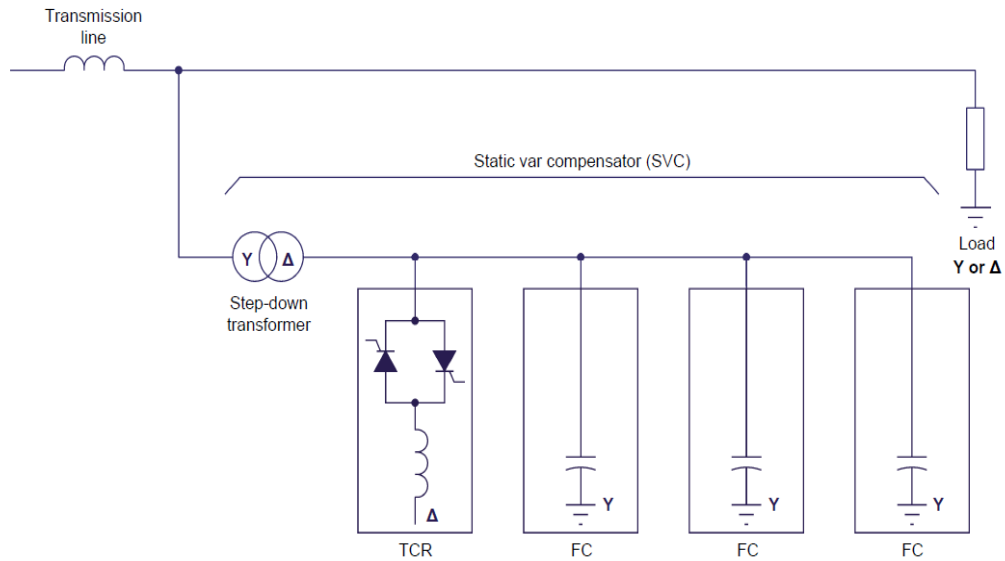 Transmission
line
Static var compensator (SVC)
Load
Y or Δ
Y Δ
Step-down
transformer
Δ
Y
Y
Y
TCR
FC
FC
FC